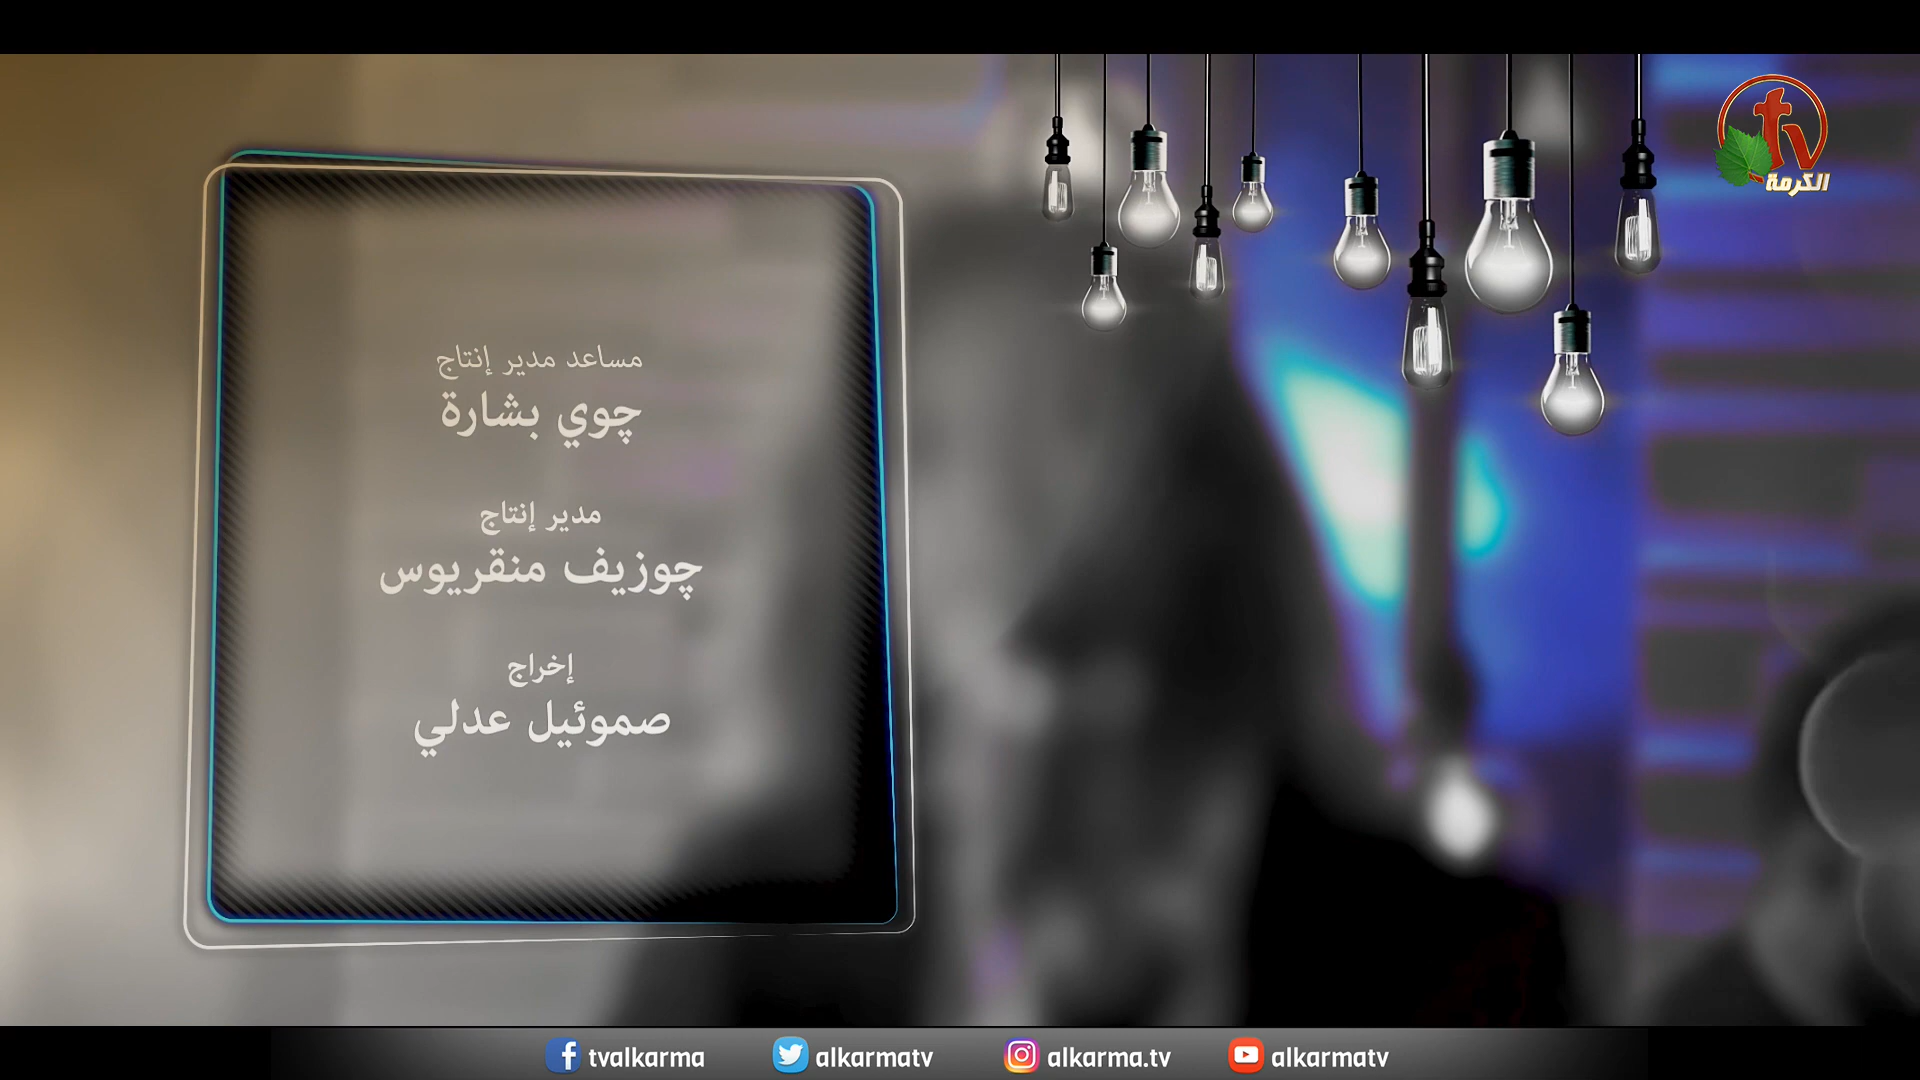 tv
الكرمة
مساعد مدير إنتاج
چوي بشارة
مدير إنتاج
چوزيف منقريوس
إخراج
صموئيل عدلي
tvalkarma
alkarmatv
alkarma.tv
alkarmatv